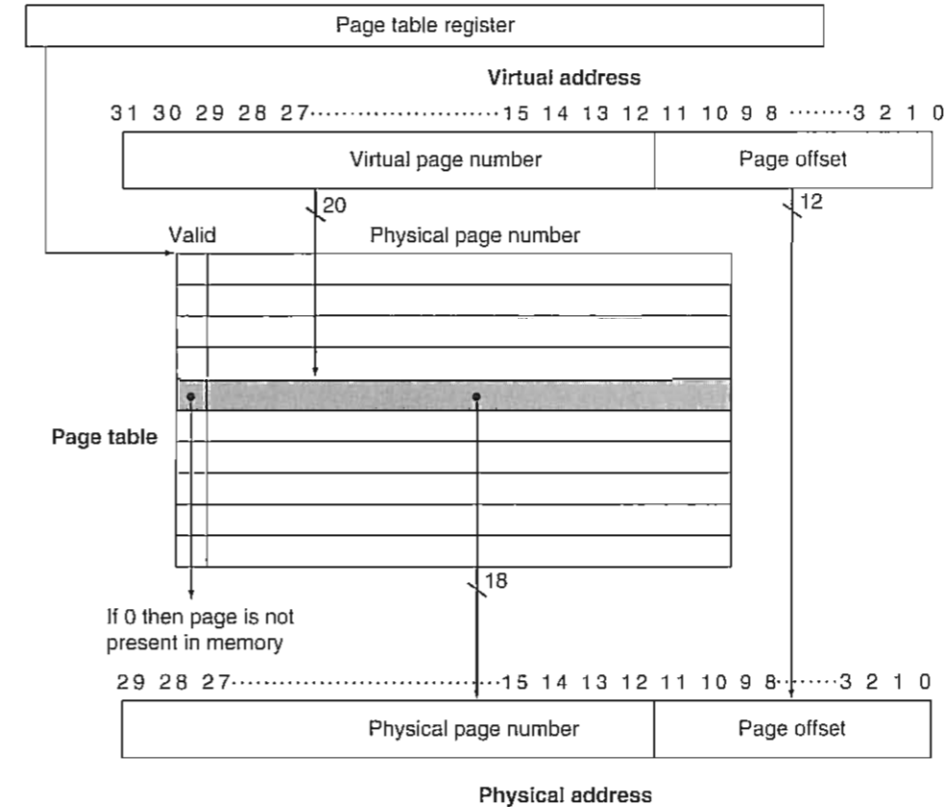 Page table register
Virtual address
31 30 29 28 27·····················15 14 13 12 11 10 9 8 ·······3 2 1 0
Virtual page number Page offset
20 12
Valid Physical page number
Page table
18
If 0 then page is not
present in memory
29 28 27·····························15 14 13 12 11 10 9 8·······3 2 1 0
Physical page number Page offset
Physical address